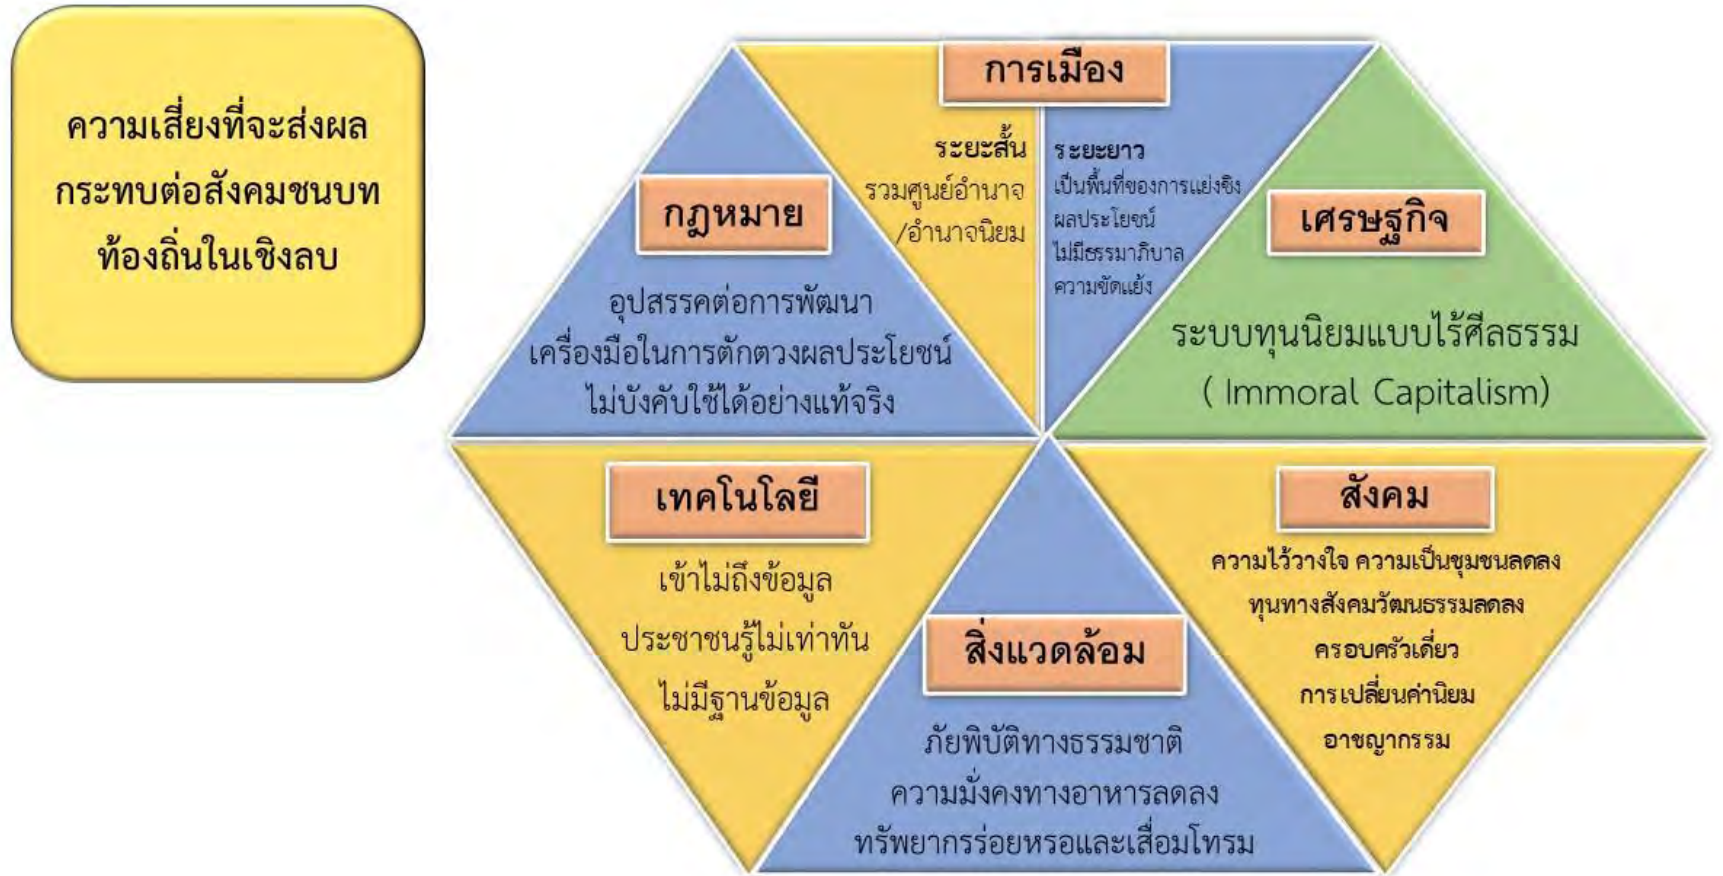 ความเสี่ยงที่จะส่งผล
กระทบต่อสังคมชนบท
ท้องถิ่นในเชิงลบ
การเมือง
ระยะสั้น
รวมศูนย์อำนาจ
/อำนาจนิยม
ระยะยาว
เป็นพื้นที่ของการแย่งชิง
ผลประโยชน์
ไม่มีธรรมาภิบาล
ความขัดแย้ง
กฎหมาย
อุปสรรคต่อการพัฒนา
เครื่องมือในการตักตวงผลประโยชน์
ไม่บังคับใช้ได้อย่างแท้จริง
เศรษฐกิจ
ระบบทุนนิยมแบบไร้ศีลธรรม
( Immoral Capitalism)
เทคโนโลยี
เข้าไม่ถึงข้อมูล
ประชาชนรู้ไม่เท่าทัน
ไม่มีฐานข้อมูล
สิ่งแวดล้อม
ภัยพิบัติทางธรรมชาติ
ความมั่งคงทางอาหารลดลง
ทรัพยากรร่อยหรอและเสื่อมโทรม
สังคม
ความไว้วางใจ ความเป็นชุมชนลดลง
ทุนทางสังคมวัฒนธรรมลดลง
ครอบครัวเดี่ยว
การเปลี่ยนค่านิยม
อาชญากรรม